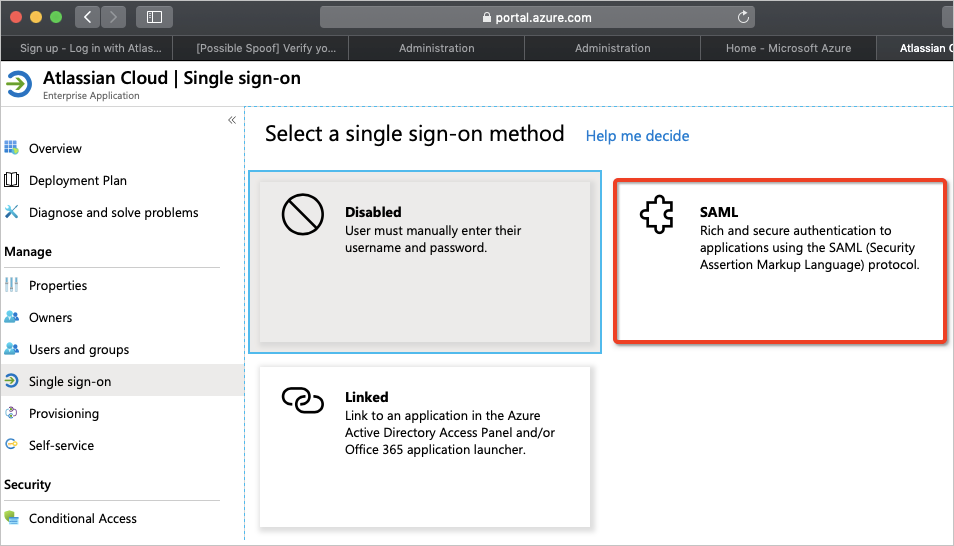 portal.azure.com
Sign up - Log in with Atlas...
[Possible Spoof] Verify yo...
Administration
Administration
Home - Microsoft Azure
Atlassian C
Atlassian Cloud | Single sign-on
Enterprise Application
«
Overview
Deployment Plan
Diagnose and solve problems
Manage
Properties
Owners
Users and groups
Single sign-on
Provisioning
Self-service
Security
Conditional Access
Select a single sign-on method
Help me decide
Disabled
User must manually enter their
username and password.
SAML
Rich and secure authentication to
applications using the SAML (Security
Assertion Markup Language) protocol.
Linked
Link to an application in the Azure
Active Directory Access Panel and/or
Office 365 application launcher.